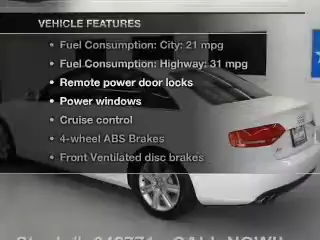 VEHICLE FEATURES
• Fuel Consumption: City: 21 mpg
• Fuel Consumption: Highway: 31 mpg
• Remote power door locks
• Power windows
• Cruise control
• 4-wheel ABS Brakes
• Front Ventilated disc brakes